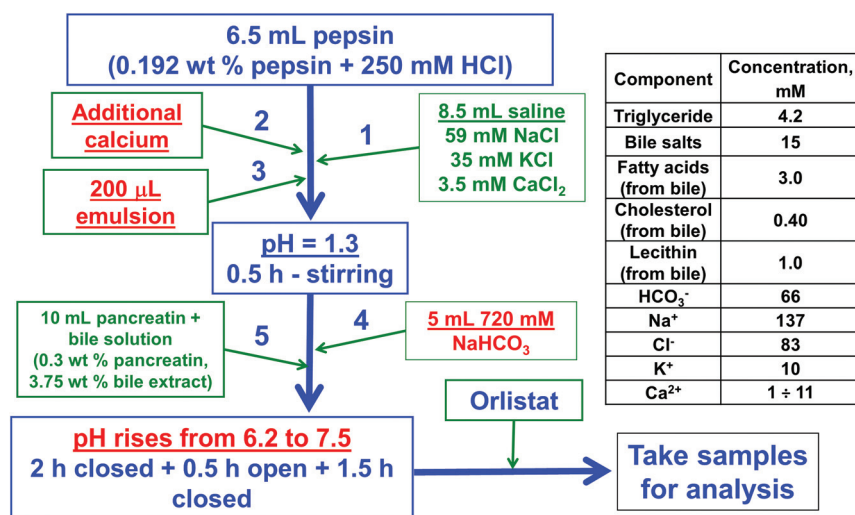 6.5 mL pepsin
(0.192 wt % pepsin + 250 mM HCl)
Additional
calcium
2
1
8.5 mL saline
59 mM NaCl
35 mM KCl
3.5 mM CaCl₂
200 μL
emulsion
3
pH = 1.3
0.5 h - stirring
10 mL pancreatin +
bile solution
(0.3 wt % pancreatin,
3.75 wt % bile extract)
5
4
5 mL 720 mM
NaHCO₃
pH rises from 6.2 to 7.5
2 h closed + 0.5 h open + 1.5 h
closed
Orlistat
Take samples
for analysis
Component Concentration,
mM
Triglyceride 4.2
Bile salts 15
Fatty acids
(from bile) 3.0
Cholesterol
(from bile) 0.40
Lecithin
(from bile) 1.0
HCO₃⁻ 66
Na⁺ 137
Cl⁻ 83
K⁺ 10
Ca²⁺ 1 ÷ 11